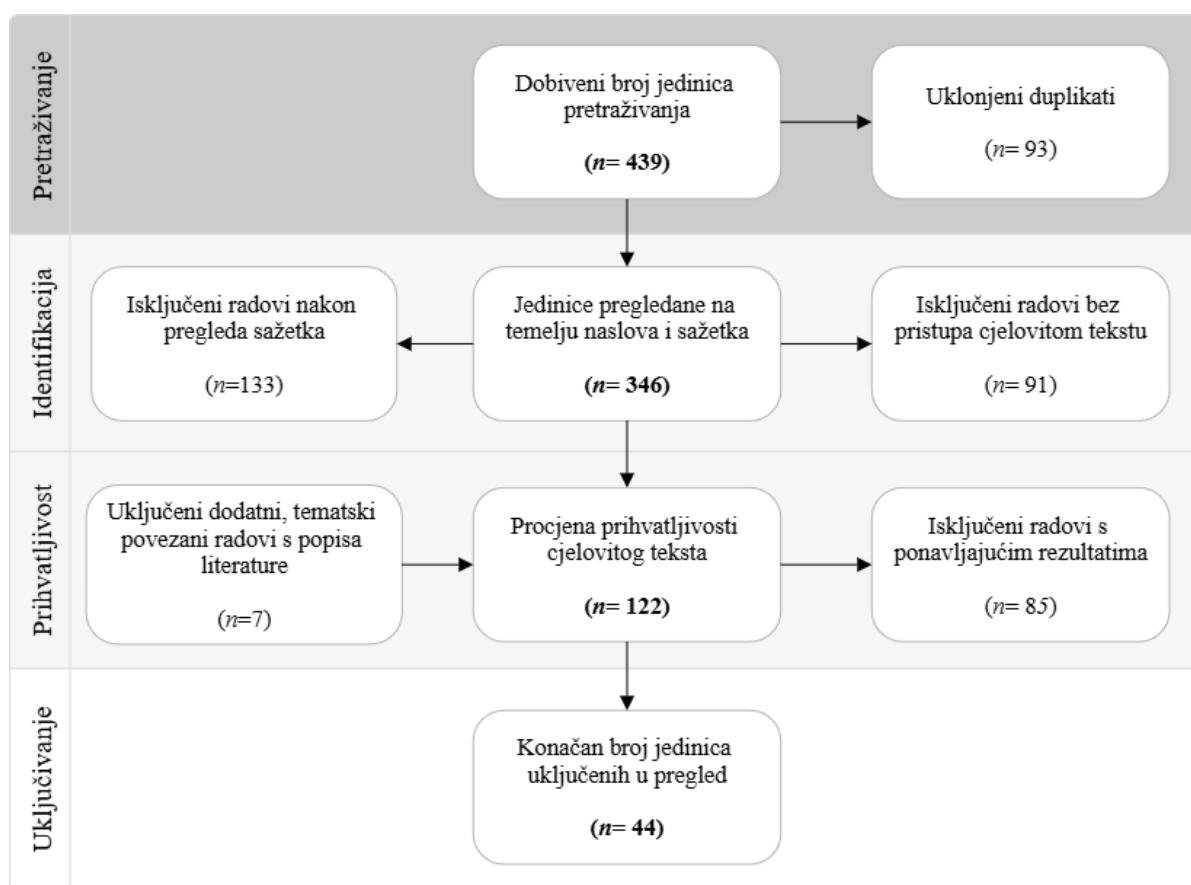 Pretraživanje
Dobiveni broj jedinica
pretraživanja
(n= 439)
Uklonjeni duplikati
(n= 93)
Identifikacija
Isključeni radovi nakon
pregleda sažetka
(n=133)
Jedinice pregledane na
temelju naslova i sažetka
(n= 346)
Isključeni radovi bez
pristupa cjelovitom tekstu
(n= 91)
Prihvatljivost
Uključeni dodatni, tematski
povezani radovi s popisa
literature
(n=7)
Procjena prihvatljivosti
cjelovitog teksta
(n= 122)
Isključeni radovi s
ponavljajućim rezultatima
(n= 85)
Uključivanje
Konačan broj jedinica
uključenih u pregled
(n= 44)